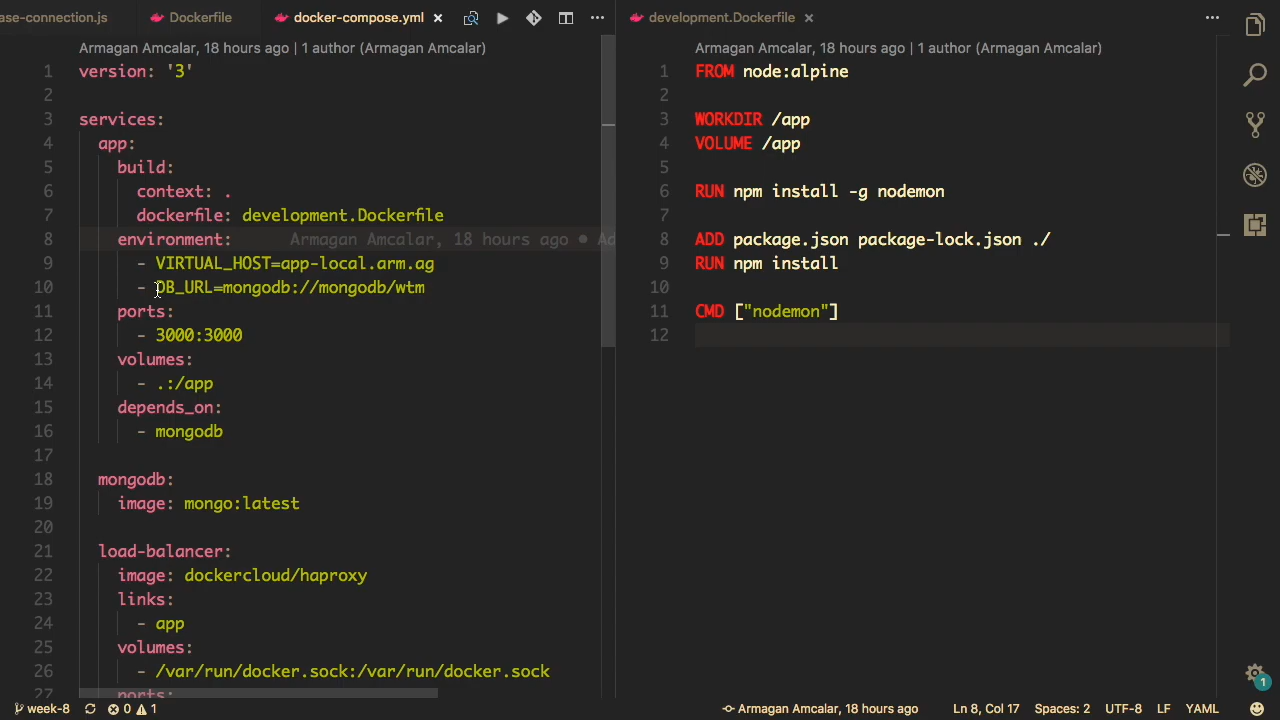 ase-connection.js Dockerfile docker-compose.yml development.Dockerfile
Armagan Amcalar, 18 hours ago | 1 author (Armagan Amcalar)
1 version: '3'
2
3 services:
4 app:
5 build:
6 context: .
7 dockerfile: development.Dockerfile
8 environment: Armagan Amcalar, 18 hours ago • Ad
9 - VIRTUAL_HOST=app-local.arm.ag
10 - DB_URL=mongodb://mongodb/wtm
11 ports:
12 - 3000:3000
13 volumes:
14 - .:/app
15 depends_on:
16 - mongodb
17
18 mongodb:
19 image: mongo:latest
20
21 load-balancer:
22 image: dockercloud/haproxy
23 links:
24 - app
25 volumes:
26 - /var/run/docker.sock:/var/run/docker.sock
27 ports:
Armagan Amcalar, 18 hours ago | 1 author (Armagan Amcalar)
1 FROM node:alpine
2
3 WORKDIR /app
4 VOLUME /app
5
6 RUN npm install -g nodemon
7
8 ADD package.json package-lock.json ./
9 RUN npm install
10
11 CMD ["nodemon"]
12
1
week-8 0 1 Armagan Amcalar, 18 hours ago Ln 8, Col 17 Spaces: 2 UTF-8 LF YAML